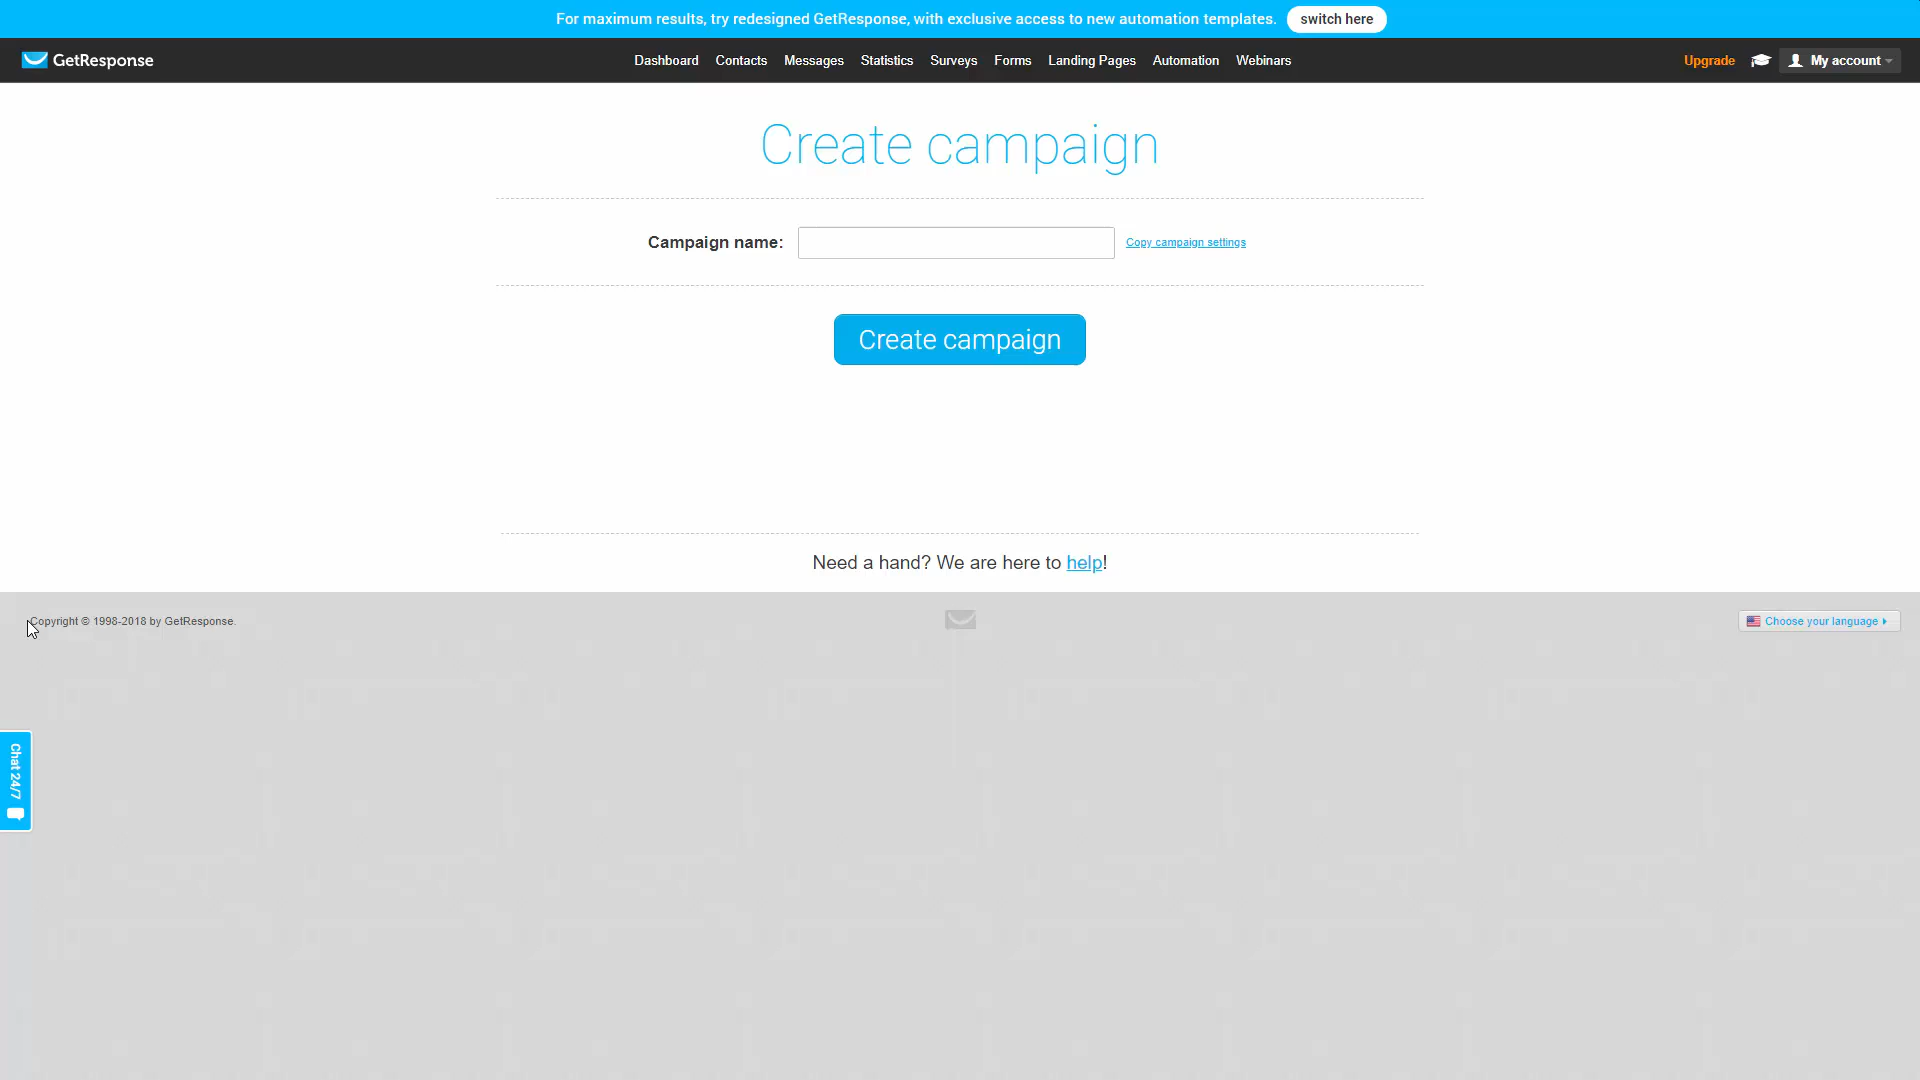 For maximum results, try redesigned GetResponse, with exclusive access to new automation templates. switch here
GetResponse Dashboard Contacts Messages Statistics Surveys Forms Landing Pages Automation Webinars Upgrade My account
Create campaign
Campaign name: Copy campaign settings
Create campaign
Need a hand? We are here to help!
Copyright © 1998-2018 by GetResponse. Choose your language
Chat 24/7